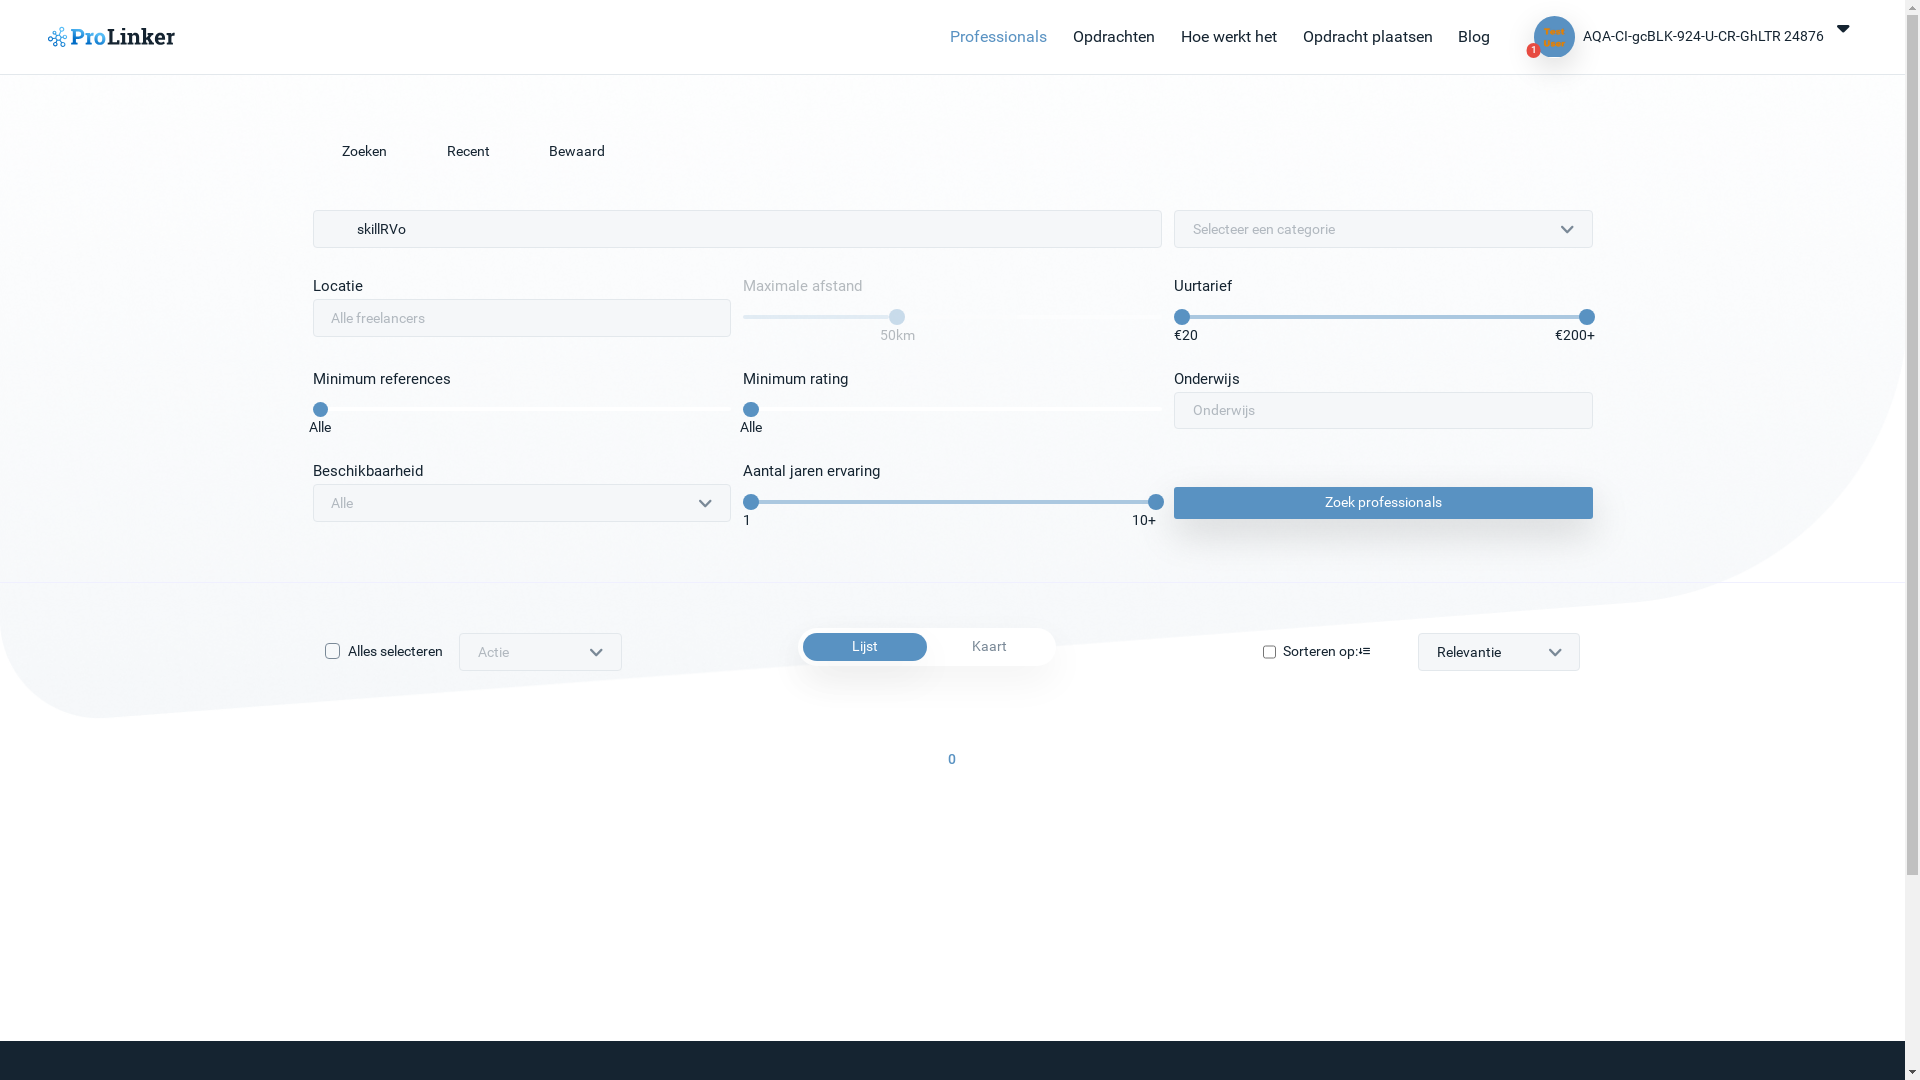 ProLinker
Professionals Opdrachten Hoe werkt het Opdracht plaatsen Blog
Test User
1
AQA-CI-gcBLK-924-U-CR-GhLTR 24876
Zoeken Recent Bewaard
skillRVo
Selecteer een categorie
Locatie Maximale afstand Uurtarief
Alle freelancers
50km €20 €200+
Minimum references Minimum rating Onderwijs
Onderwijs
Alle Alle
Beschikbaarheid Aantal jaren ervaring
Alle
Zoek professionals
1 10+
Alles selecteren Actie Lijst Kaart Sorteren op: Relevantie
0